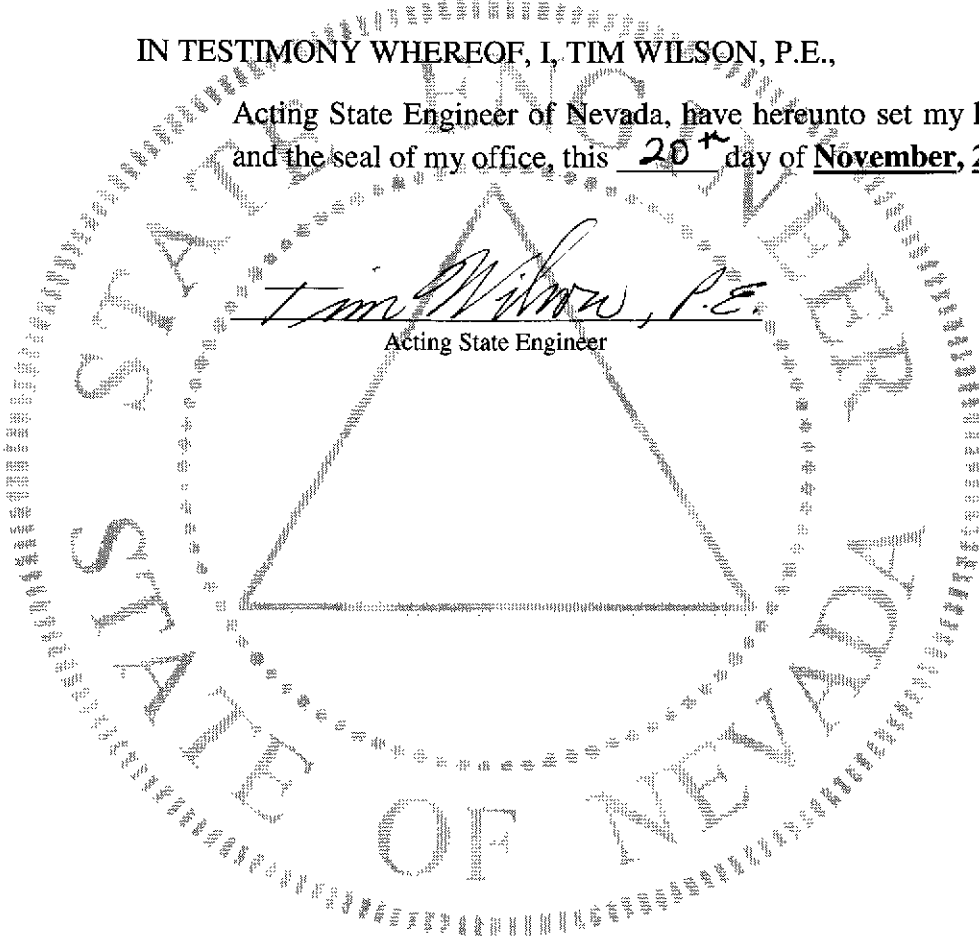 IN TESTIMONY WHEREOF, I, TIM WILSON, P.E.,
Acting State Engineer of Nevada, have hereunto set my
and the seal of my office, this 20th day of November,
Tim Wilson, P.E.
Acting State Engineer
STATE ENGINEER
STATE OF NEVADA